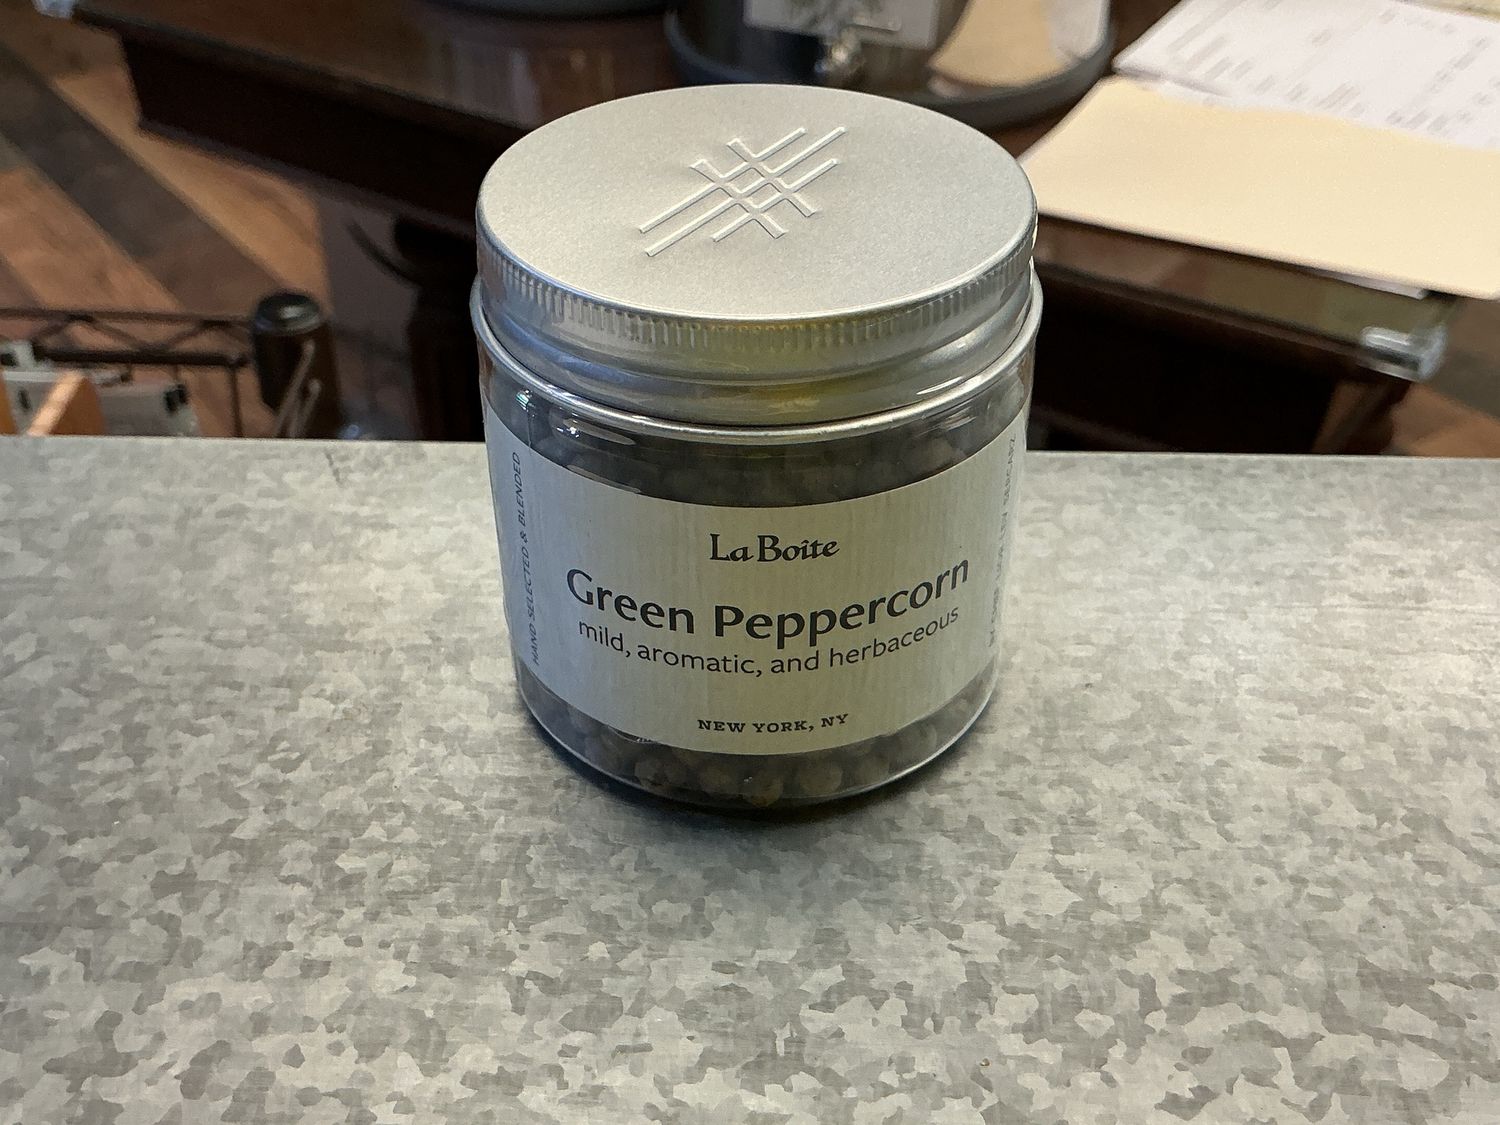 La Boîte
Green Peppercorn
mild, aromatic, and herbaceous
NEW YORK, NY
HAND SELECTED & BLENDED